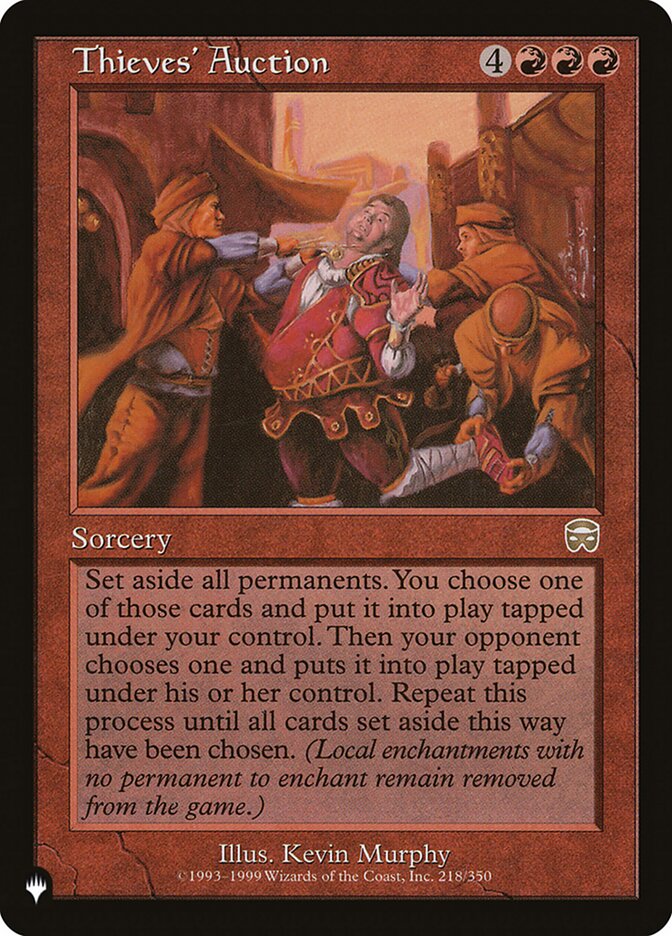 Thieves' Auction 4
Sorcery
Set aside all permanents. You choose one
of those cards and put it into play tapped
under your control. Then your opponent
chooses one and puts it into play tapped
under his or her control. Repeat this
process until all cards set aside this way
have been chosen. (Local enchantments with
no permanent to enchant remain removed
from the game.)
Illus. Kevin Murphy
©1993-1999 Wizards of the Coast, Inc. 218/350